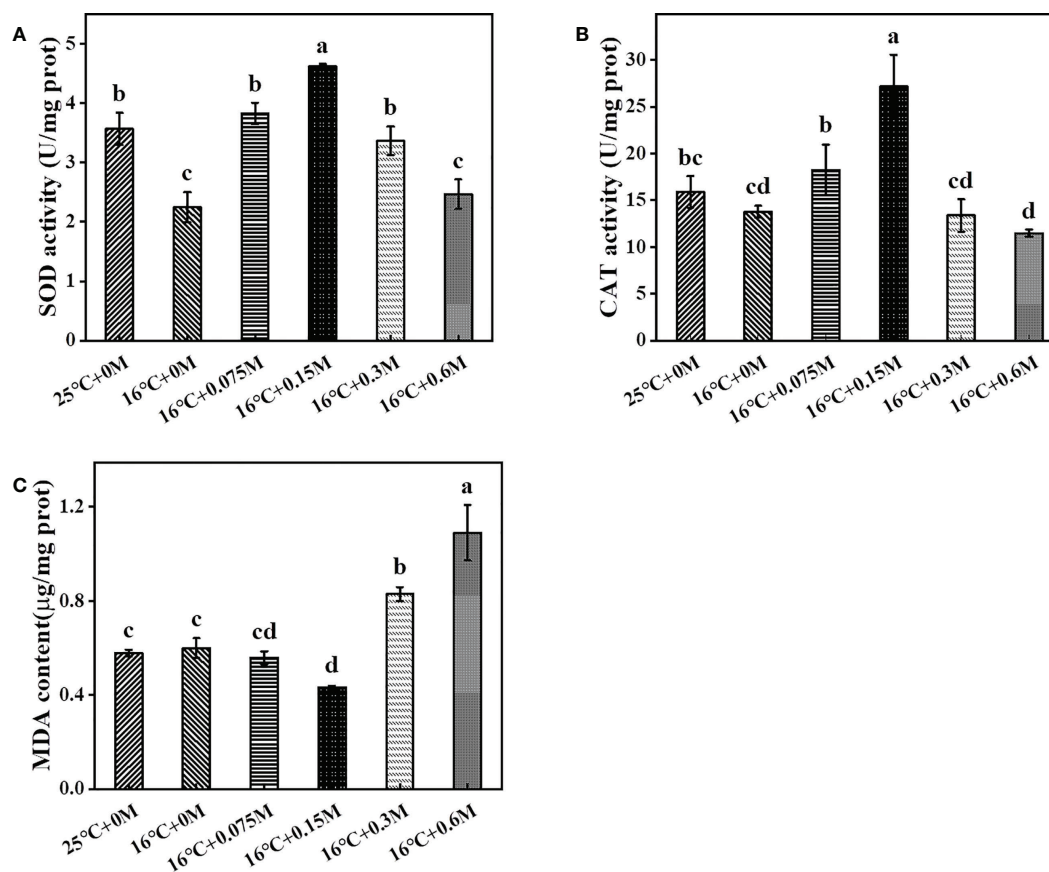 A
SOD activity (U/mg prot)
5
4
3
2
1
0
b
c
b
a
b
c
25°C+0M
16°C+0M
16°C+0.075M
16°C+0.15M
16°C+0.3M
16°C+0.6M
B
CAT activity (U/mg prot)
30
25
20
15
10
5
0
bc
cd
b
a
cd
d
25°C+0M
16°C+0M
16°C+0.075M
16°C+0.15M
16°C+0.3M
16°C+0.6M
C
MDA content(μg/mg prot)
1.2
0.8
0.4
0.0
c
c
cd
d
b
a
25°C+0M
16°C+0M
16°C+0.075M
16°C+0.15M
16°C+0.3M
16°C+0.6M